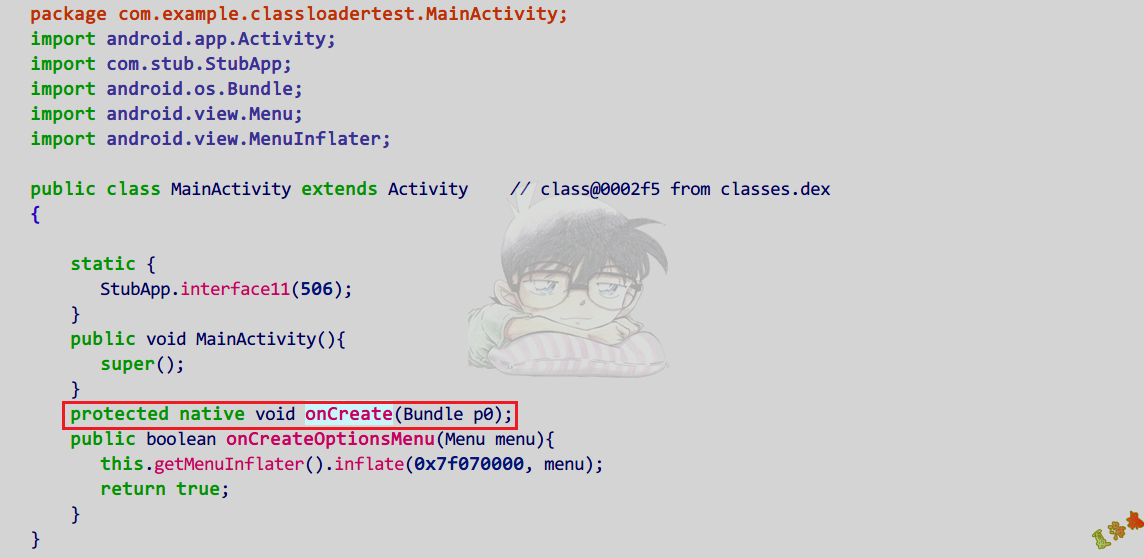 package com.example.classloadertest.MainActivity;
import android.app.Activity;
import com.stub.StubApp;
import android.os.Bundle;
import android.view.Menu;
import android.view.MenuInflater;
public class MainActivity extends Activity    // class@0002f5 from classes.dex
{
static {
StubApp.interface11(506);
}
public void MainActivity(){
super();
}
protected native void onCreate(Bundle p0);
public boolean onCreateOptionsMenu(Menu menu){
this.getMenuInflater().inflate(0x7f070000, menu);
return true;
}
}